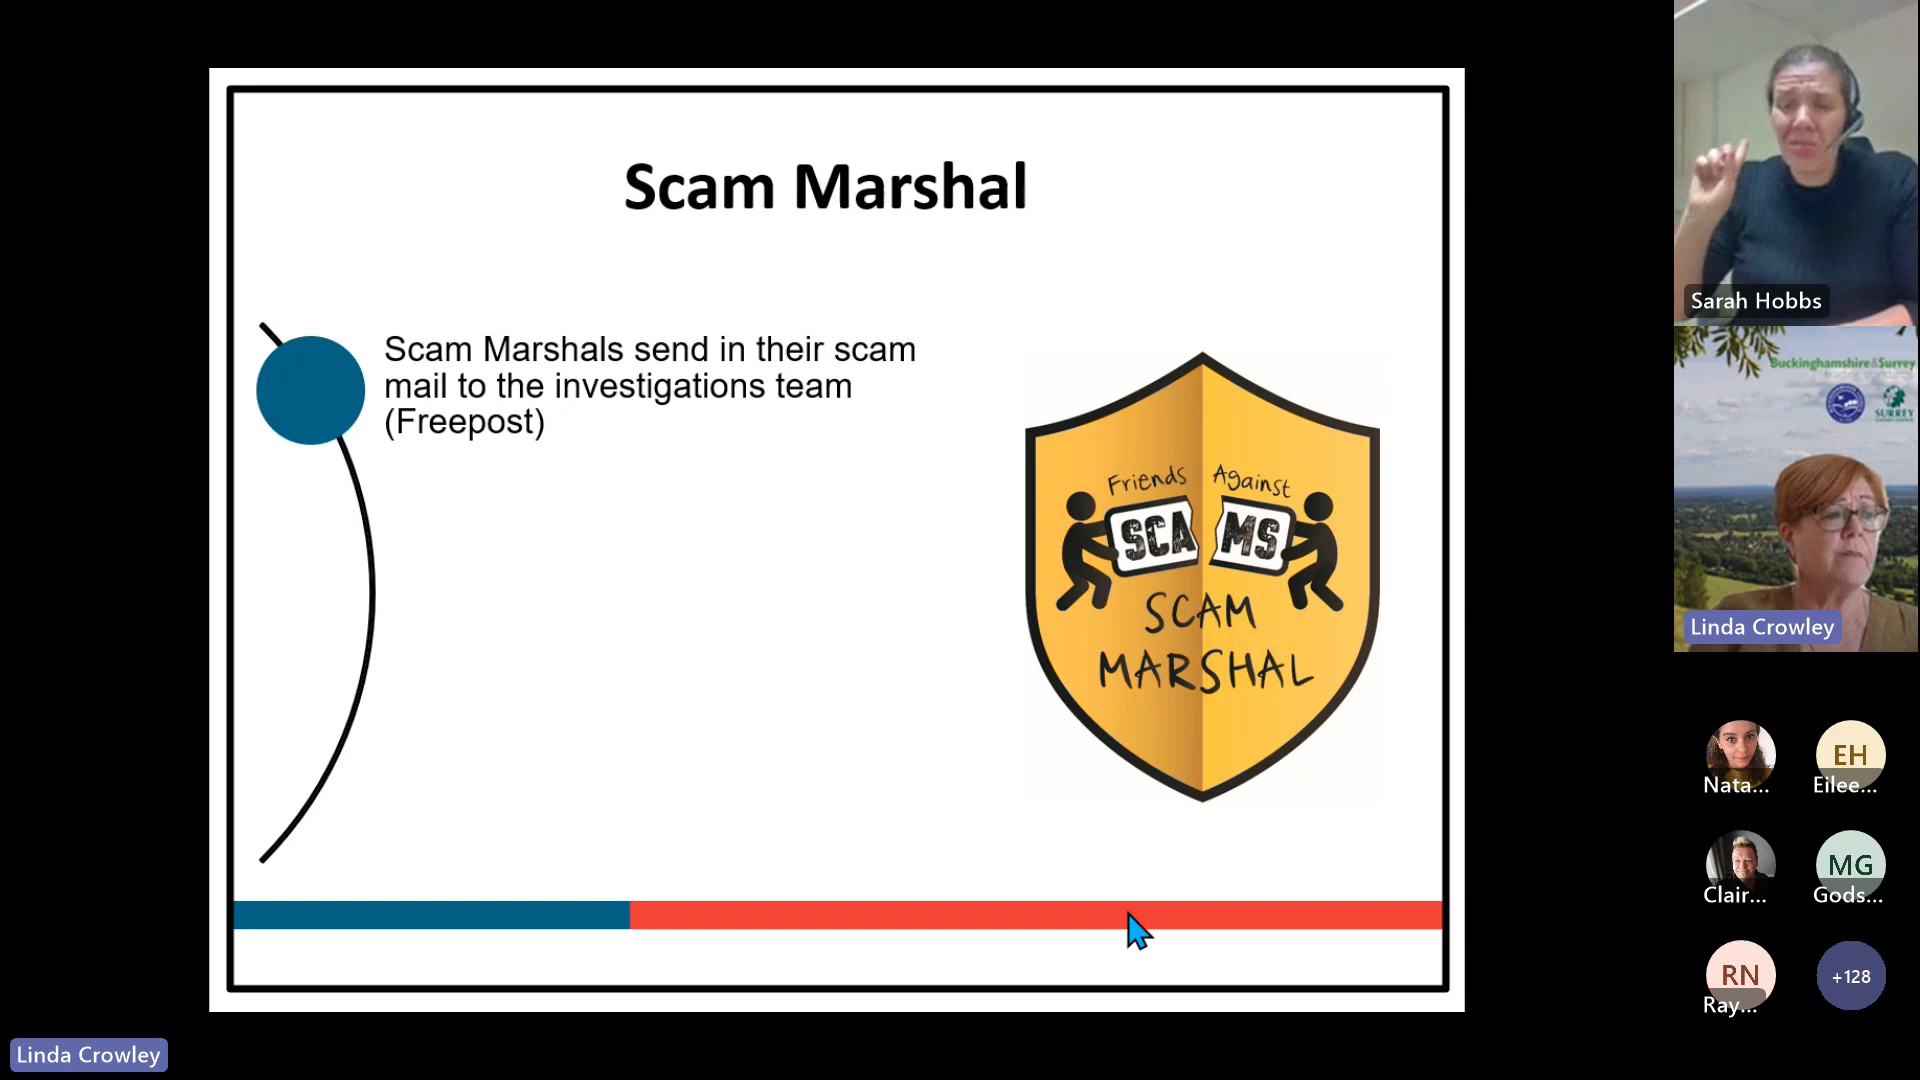 Scam Marshal
Scam Marshals send in their scam
mail to the investigations team
(Freepost)
Friends Against
SCA MS
SCAM
MARSHAL
Sarah Hobbs
Buckinghamshire&Surrey
trading standards
SURREY
Linda Crowley
EH
Nata...
Eilee...
MG
Clair...
Gods...
RN
+128
Ray...
Linda Crowley